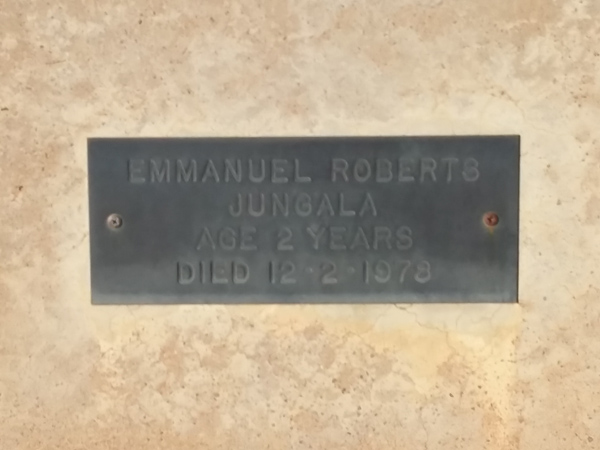 EMMANUEL ROBERTS
JUNGALA
AGE 2 YEARS
DIED 12-2-1978